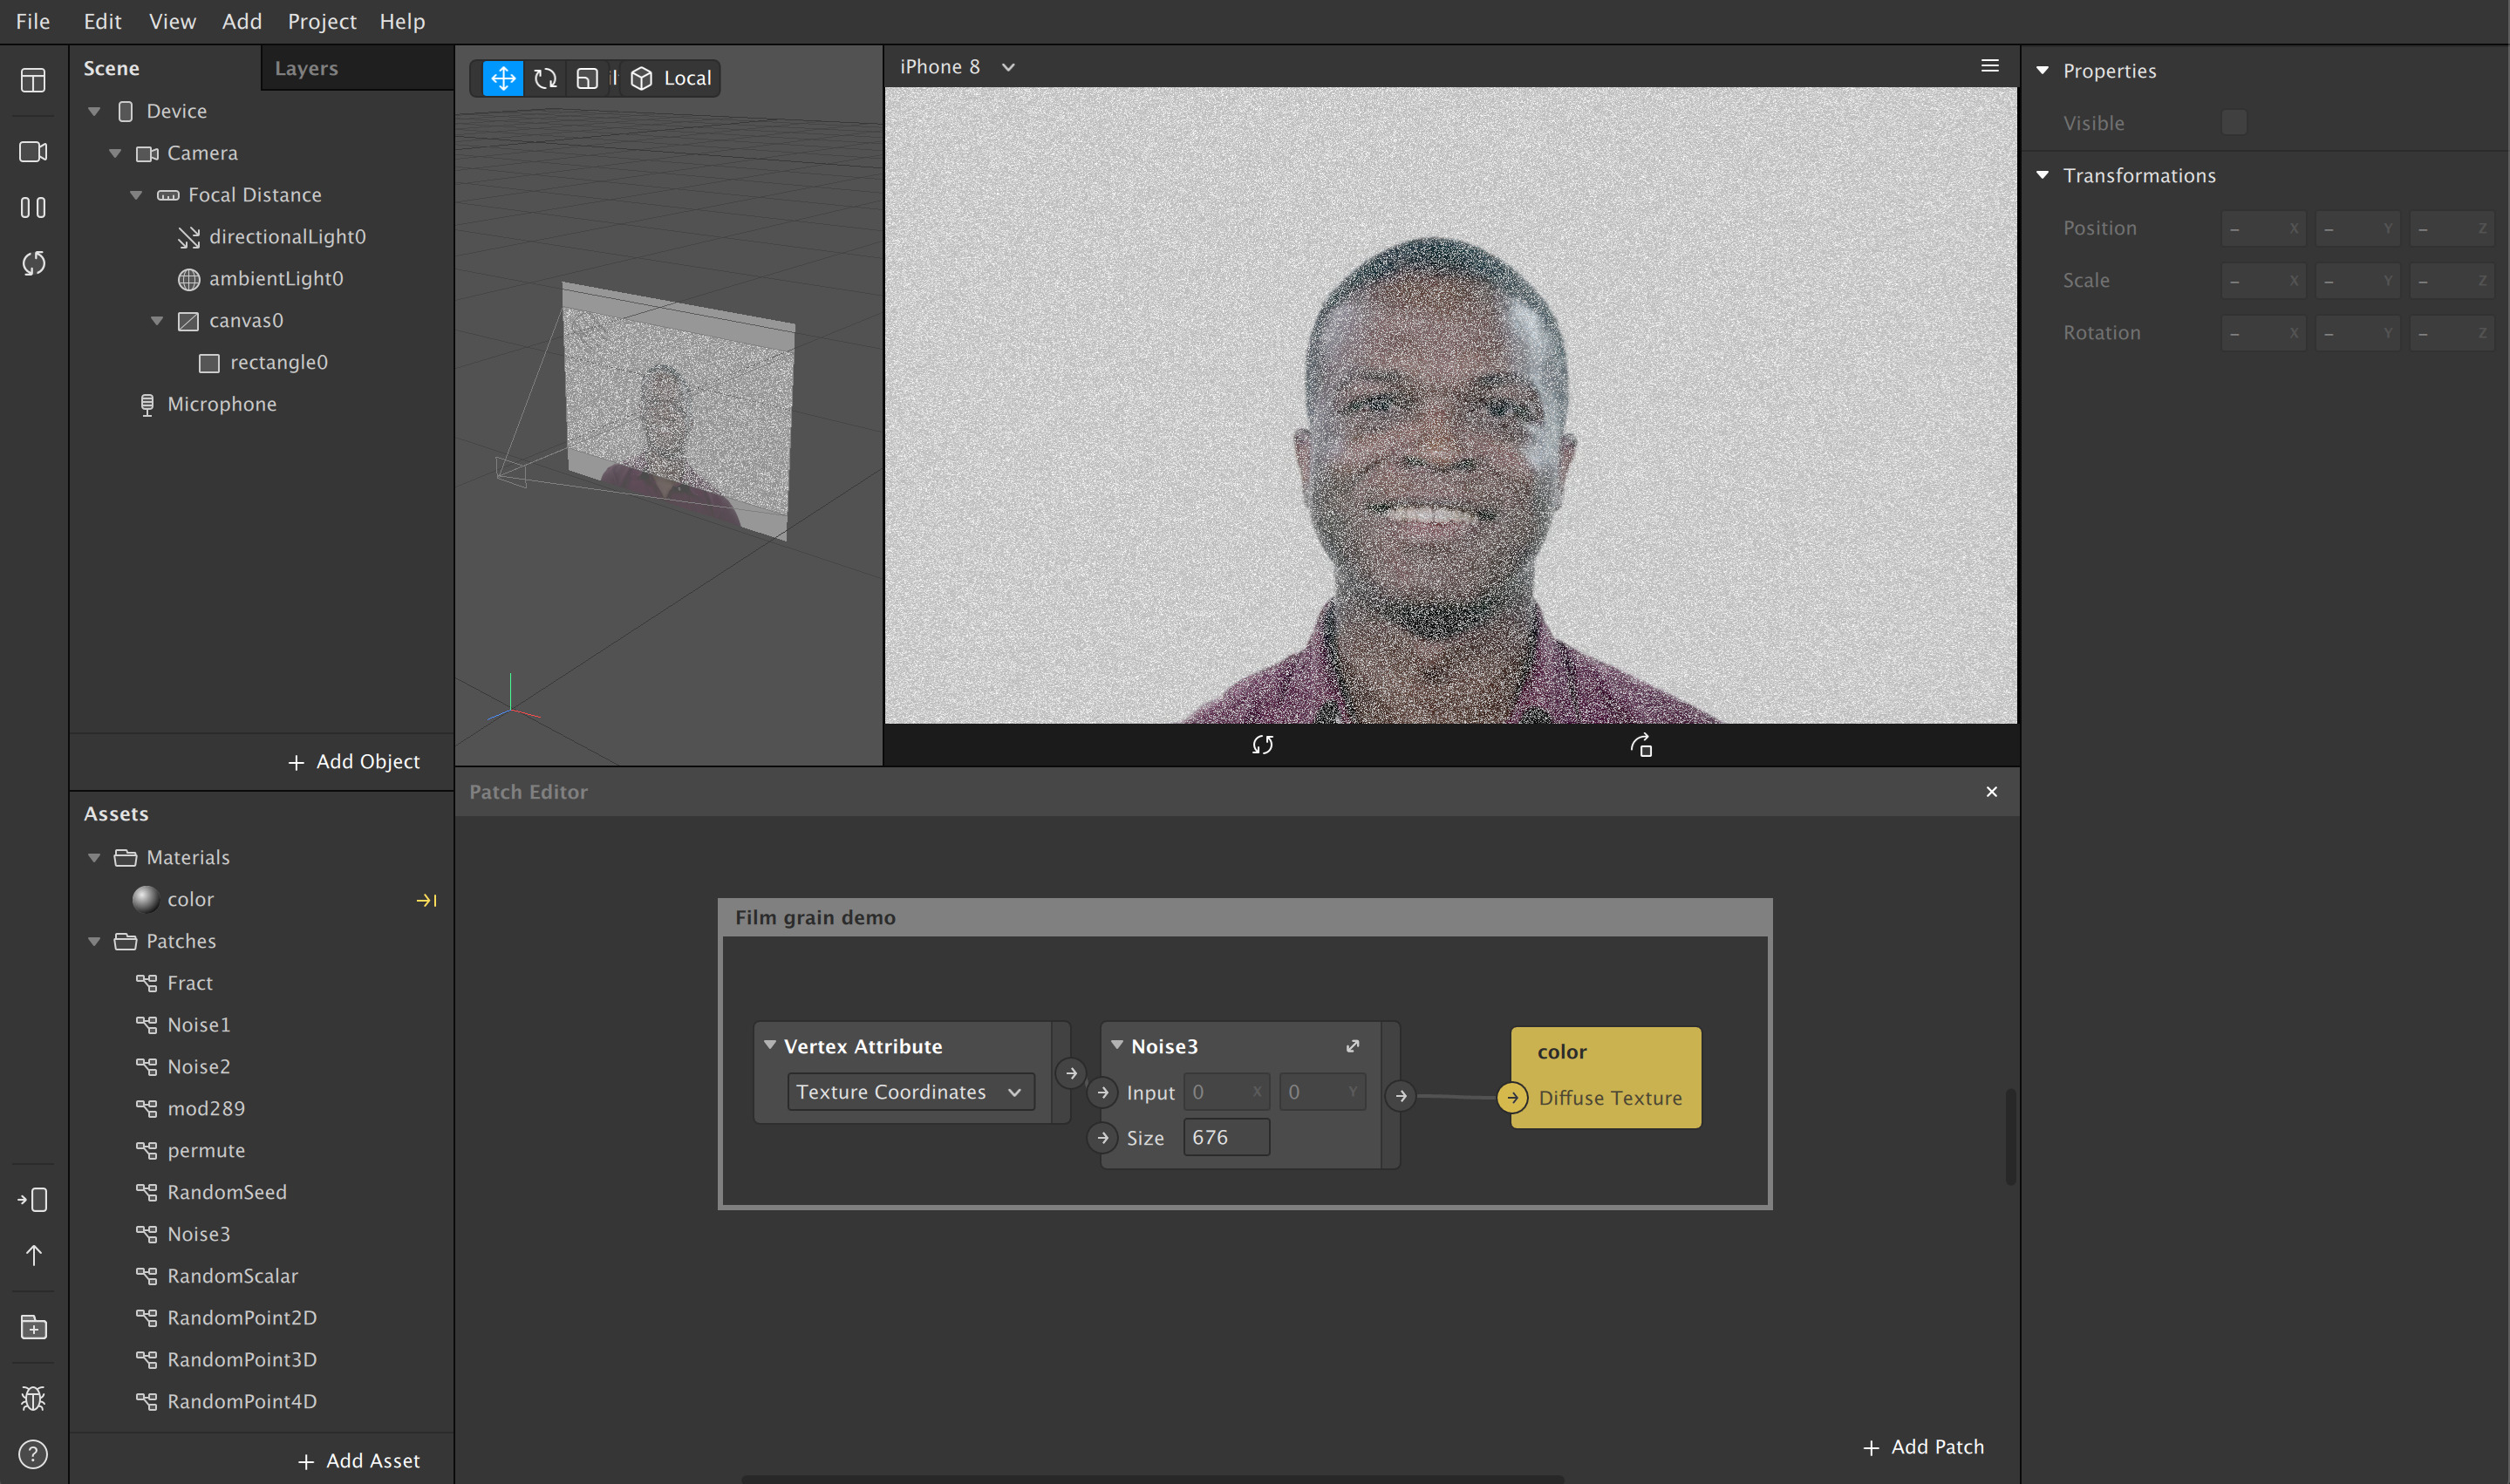 File Edit View Add Project Help
Scene
Layers
Device
Camera
Focal Distance
directionalLight0
ambientLight0
canvas0
rectangle0
Microphone
+ Add Object
Local
iPhone 8
Properties
Visible
Transformations
Position – X – Y – Z
Scale – X – Y – Z
Rotation – X – Y – Z
Assets
Materials
color
Patches
Fract
Noise1
Noise2
mod289
permute
RandomSeed
Noise3
RandomScalar
RandomPoint2D
RandomPoint3D
RandomPoint4D
+ Add Asset
Patch Editor
Film grain demo
Vertex Attribute
Texture Coordinates
Noise3
Input 0 X 0 Y
Size 676
color
Diffuse Texture
+ Add Patch